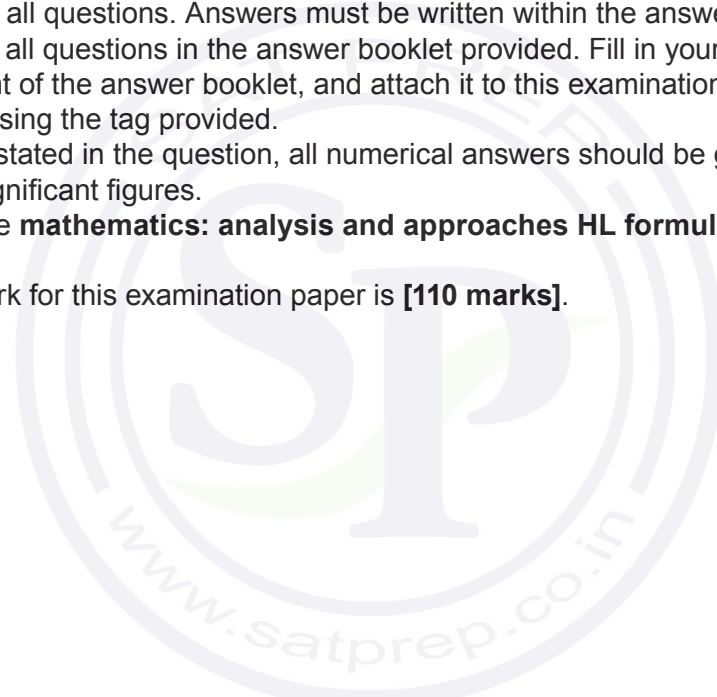 all questions. Answers must be written within the answe
all questions in the answer booklet provided. Fill in your
t of the answer booklet, and attach it to this examination
sing the tag provided.
stated in the question, all numerical answers should be g
gnificant figures.
e mathematics: analysis and approaches HL formul
rk for this examination paper is [110 marks].
SAT PREP
SP
www.satprep.co.in